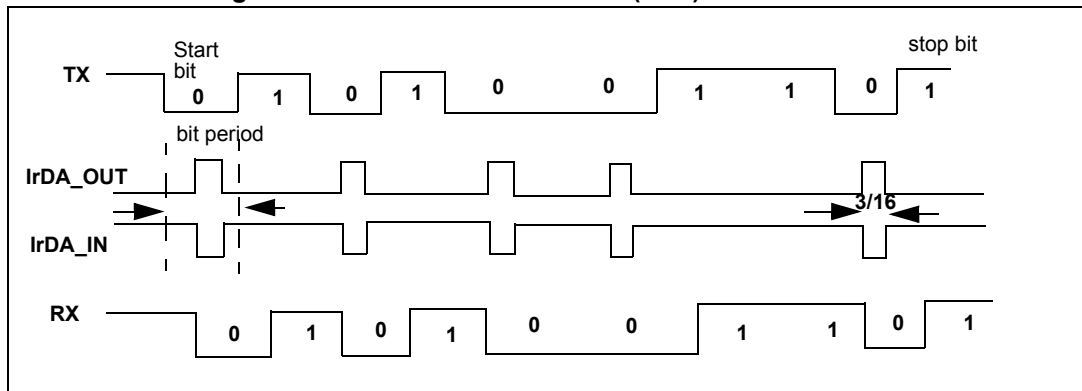 Start
bit
stop bit
TX
0 1 0 1 0 0 1 1 0 1
bit period
IrDA_OUT
3/16
IrDA_IN
RX
0 1 0 1 0 0 1 1 0 1